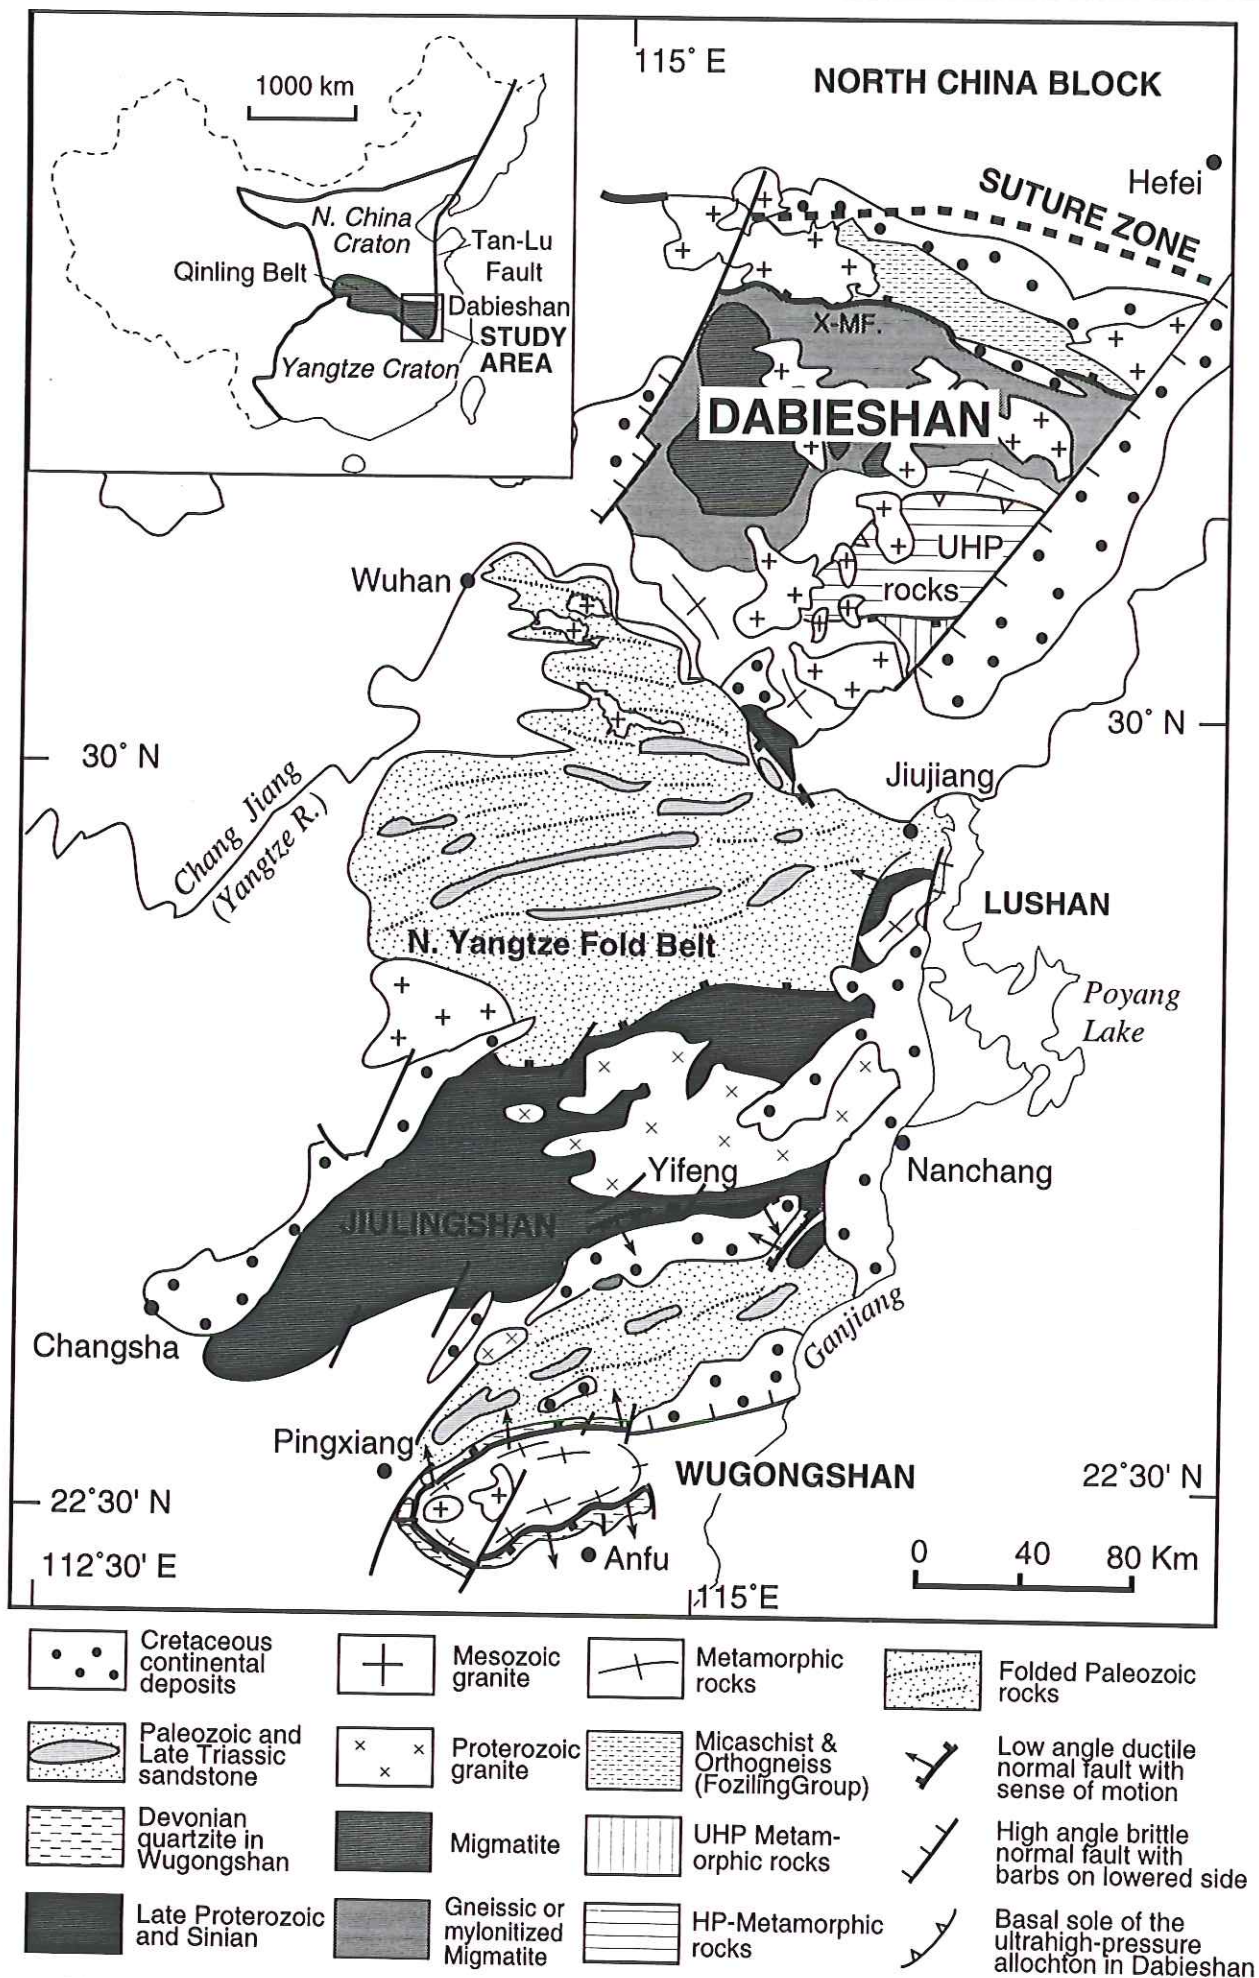 1000 km
N. China
Craton
Qinling Belt
Tan-Lu
Fault
Dabieshan
STUDY
AREA
Yangtze Craton
115° E
NORTH CHINA BLOCK
Hefei
SUTURE ZONE
X-MF.
DABIESHAN
UHP
rocks
Wuhan
30° N
30° N
Chang Jiang
(Yangtze R.)
Jiujiang
LUSHAN
N. Yangtze Fold Belt
Poyang
Lake
Yifeng
Nanchang
JIULINGSHAN
Changsha
Ganjiang
Pingxiang
WUGONGSHAN
22°30' N
22°30' N
Anfu
0 40 80 Km
112°30' E
115°E
Cretaceous
continental
deposits
Mesozoic
granite
Metamorphic
rocks
Folded Paleozoic
rocks
Paleozoic and
Late Triassic
sandstone
Proterozoic
granite
Micaschist &
Orthogneiss
(FozilingGroup)
Low angle ductile
normal fault with
sense of motion
Devonian
quartzite in
Wugongshan
Migmatite
UHP Metam-
orphic rocks
High angle brittle
normal fault with
barbs on lowered side
Late Proterozoic
and Sinian
Gneissic or
mylonitized
Migmatite
HP-Metamorphic
rocks
Basal sole of the
ultrahigh-pressure
allochton in Dabieshan